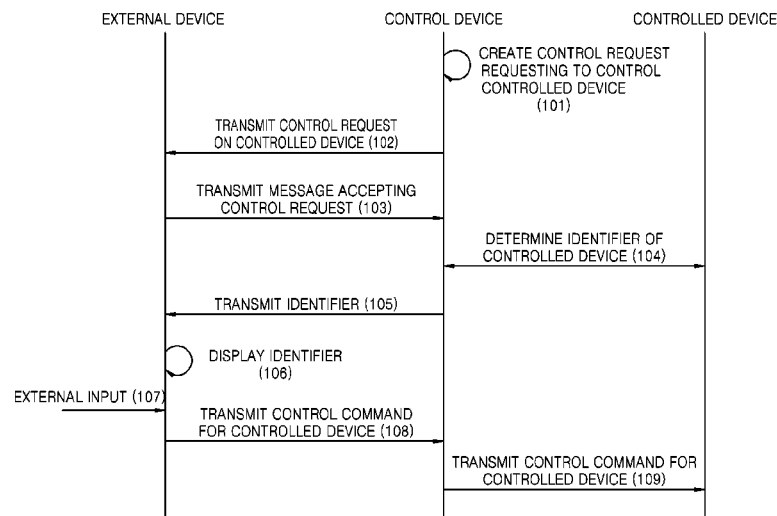 EXTERNAL DEVICE
CONTROL DEVICE
CONTROLLED DEVICE
CREATE CONTROL REQUEST
REQUESTING TO CONTROL
CONTROLLED DEVICE
(101)
TRANSMIT CONTROL REQUEST
ON CONTROLLED DEVICE (102)
TRANSMIT MESSAGE ACCEPTING
CONTROL REQUEST (103)
DETERMINE IDENTIFIER OF
CONTROLLED DEVICE (104)
TRANSMIT IDENTIFIER (105)
DISPLAY IDENTIFIER
(106)
EXTERNAL INPUT (107)
TRANSMIT CONTROL COMMAND
FOR CONTROLLED DEVICE (108)
TRANSMIT CONTROL COMMAND FOR
CONTROLLED DEVICE (109)